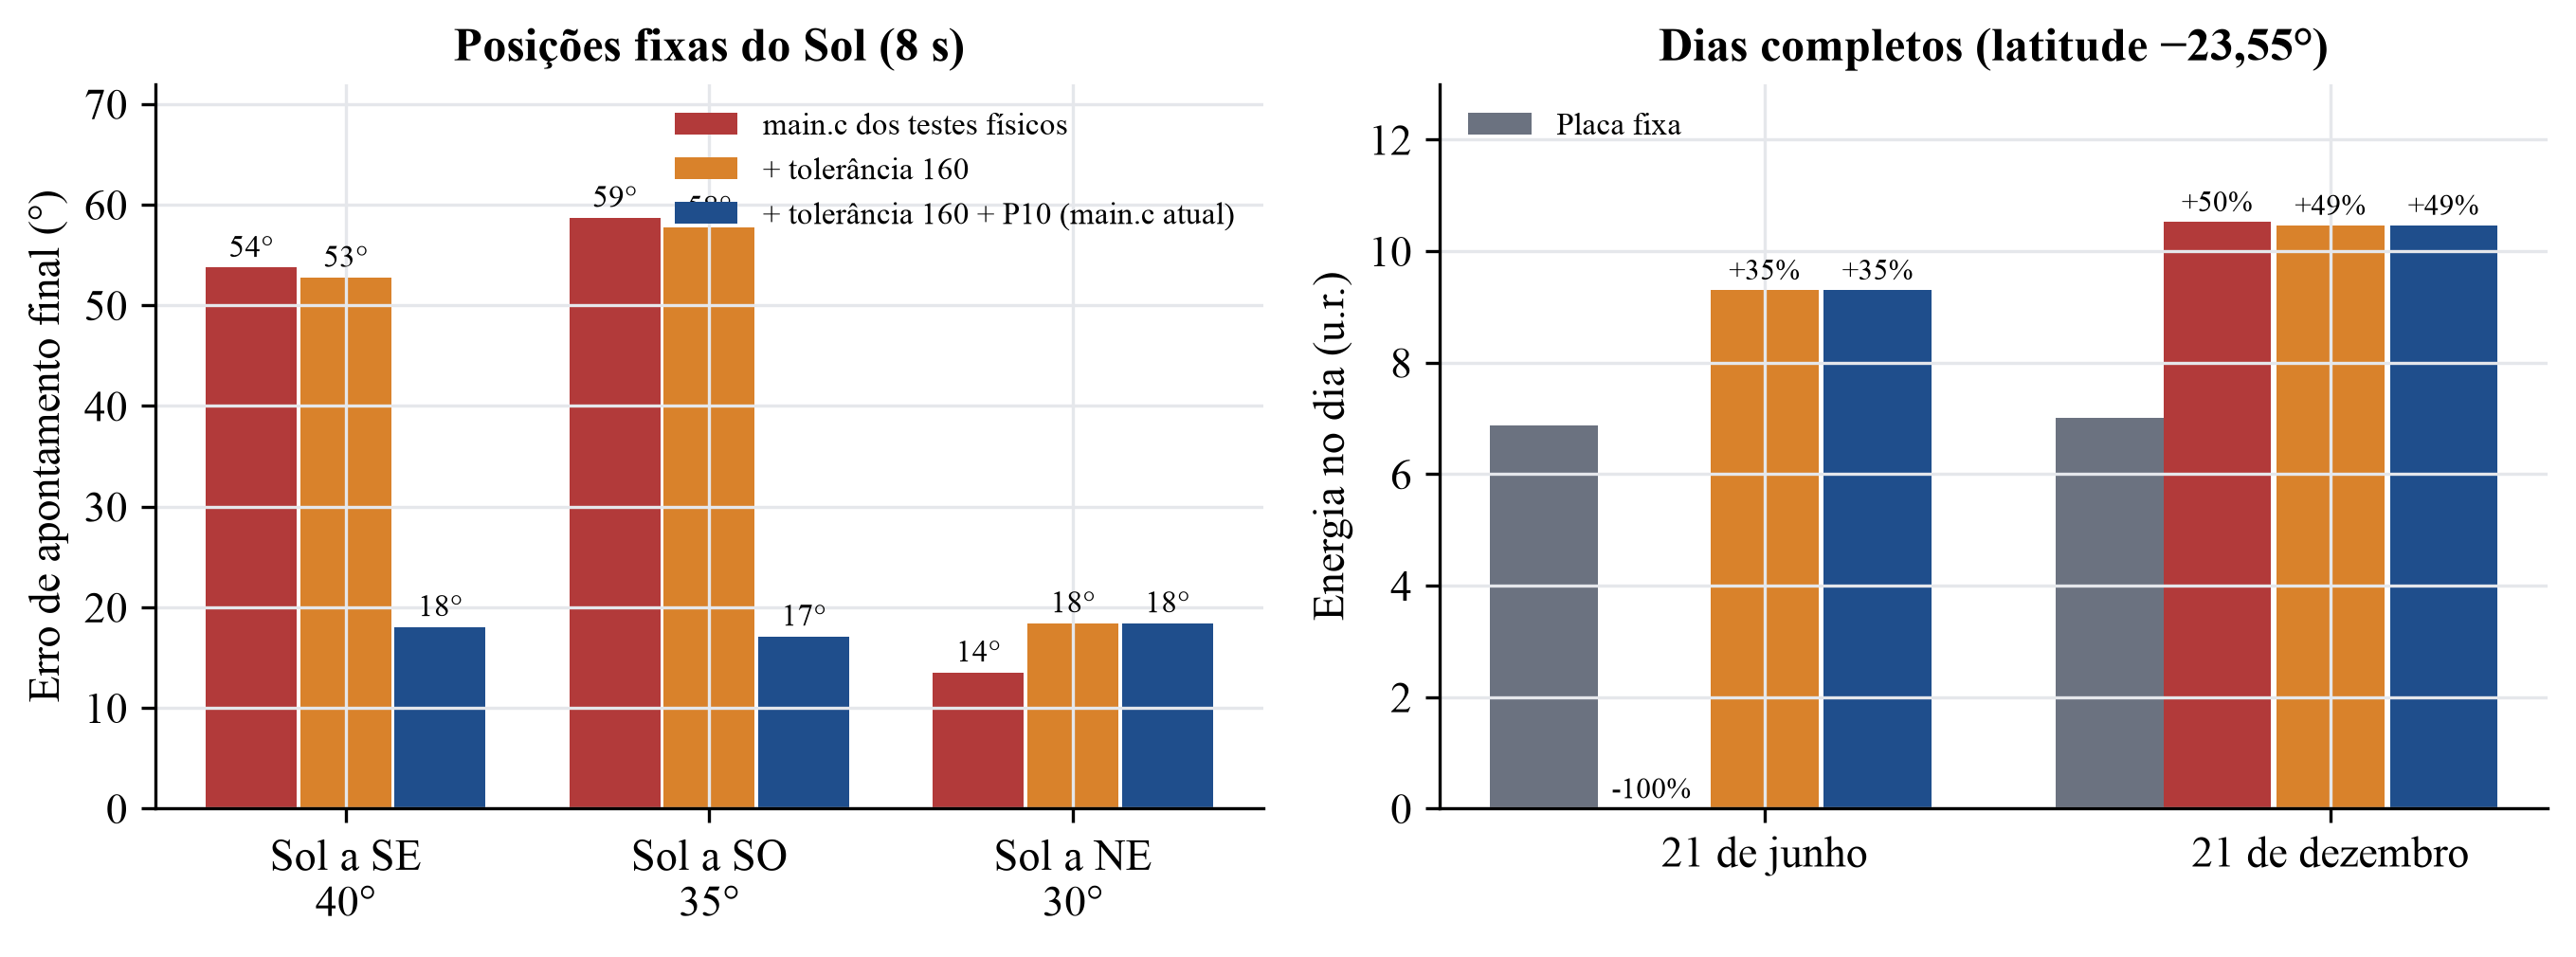 Posições fixas do Sol (8 s)
Erro de apontamento final (°)
70
60
50
40
30
20
10
0
main.c dos testes físicos
+ tolerância 160
+ tolerância 160 + P10 (main.c atual)
54°
53°
18°
59°
17°
14°
18°
18°
Sol a SE
40°
Sol a SO
35°
Sol a NE
30°
Dias completos (latitude −23,55°)
Energia no dia (u.r.)
12
10
8
6
4
2
0
Placa fixa
-100%
+35%
+35%
+50%
+49%
+49%
21 de junho
21 de dezembro